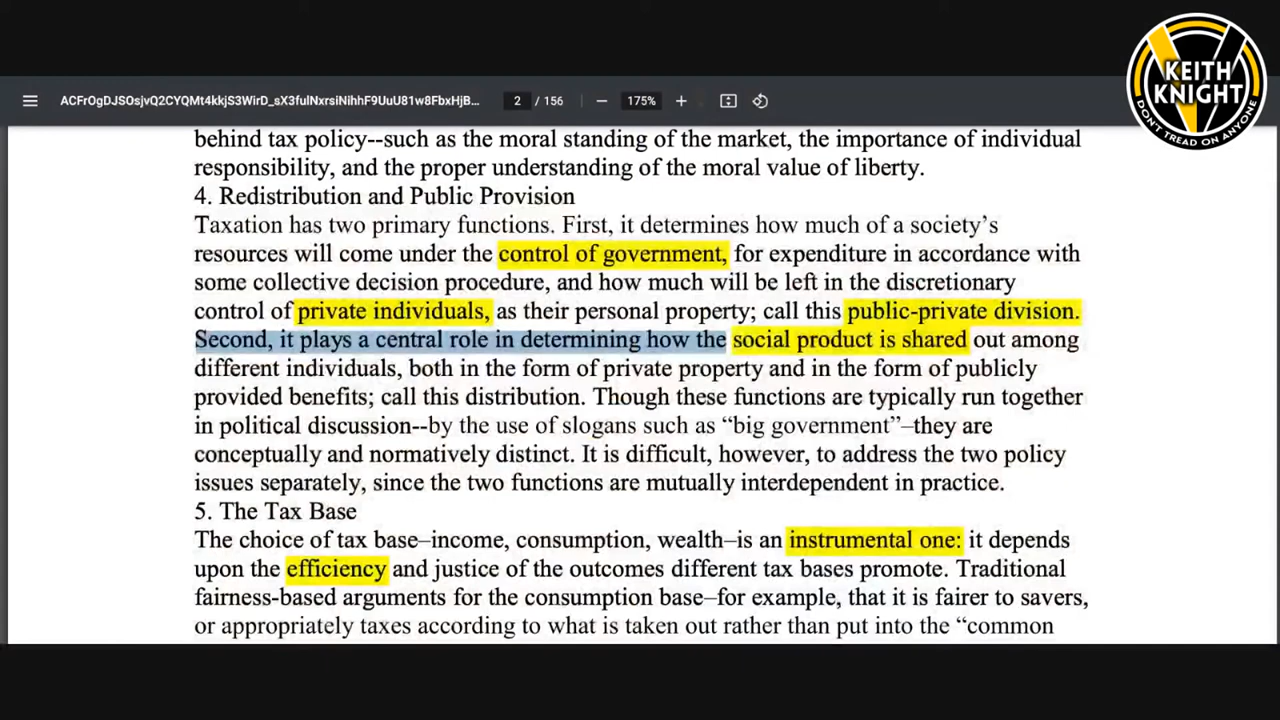 KEITH
KNIGHT
DON'T TREAD ON ANYONE
ACFrOgDJSOsjvQ2CYQMt4kkjS3WirD_sX3fulNxrsiNihhF9UuU81w8FbxHjB...
2 / 156
175%
behind tax policy--such as the moral standing of the market, the importance of individual
responsibility, and the proper understanding of the moral value of liberty.
4. Redistribution and Public Provision
Taxation has two primary functions. First, it determines how much of a society’s
resources will come under the control of government, for expenditure in accordance with
some collective decision procedure, and how much will be left in the discretionary
control of private individuals, as their personal property; call this public-private division.
Second, it plays a central role in determining how the social product is shared out among
different individuals, both in the form of private property and in the form of publicly
provided benefits; call this distribution. Though these functions are typically run together
in political discussion--by the use of slogans such as “big government”–they are
conceptually and normatively distinct. It is difficult, however, to address the two policy
issues separately, since the two functions are mutually interdependent in practice.
5. The Tax Base
The choice of tax base–income, consumption, wealth–is an instrumental one: it depends
upon the efficiency and justice of the outcomes different tax bases promote. Traditional
fairness-based arguments for the consumption base–for example, that it is fairer to savers,
or appropriately taxes according to what is taken out rather than put into the “common